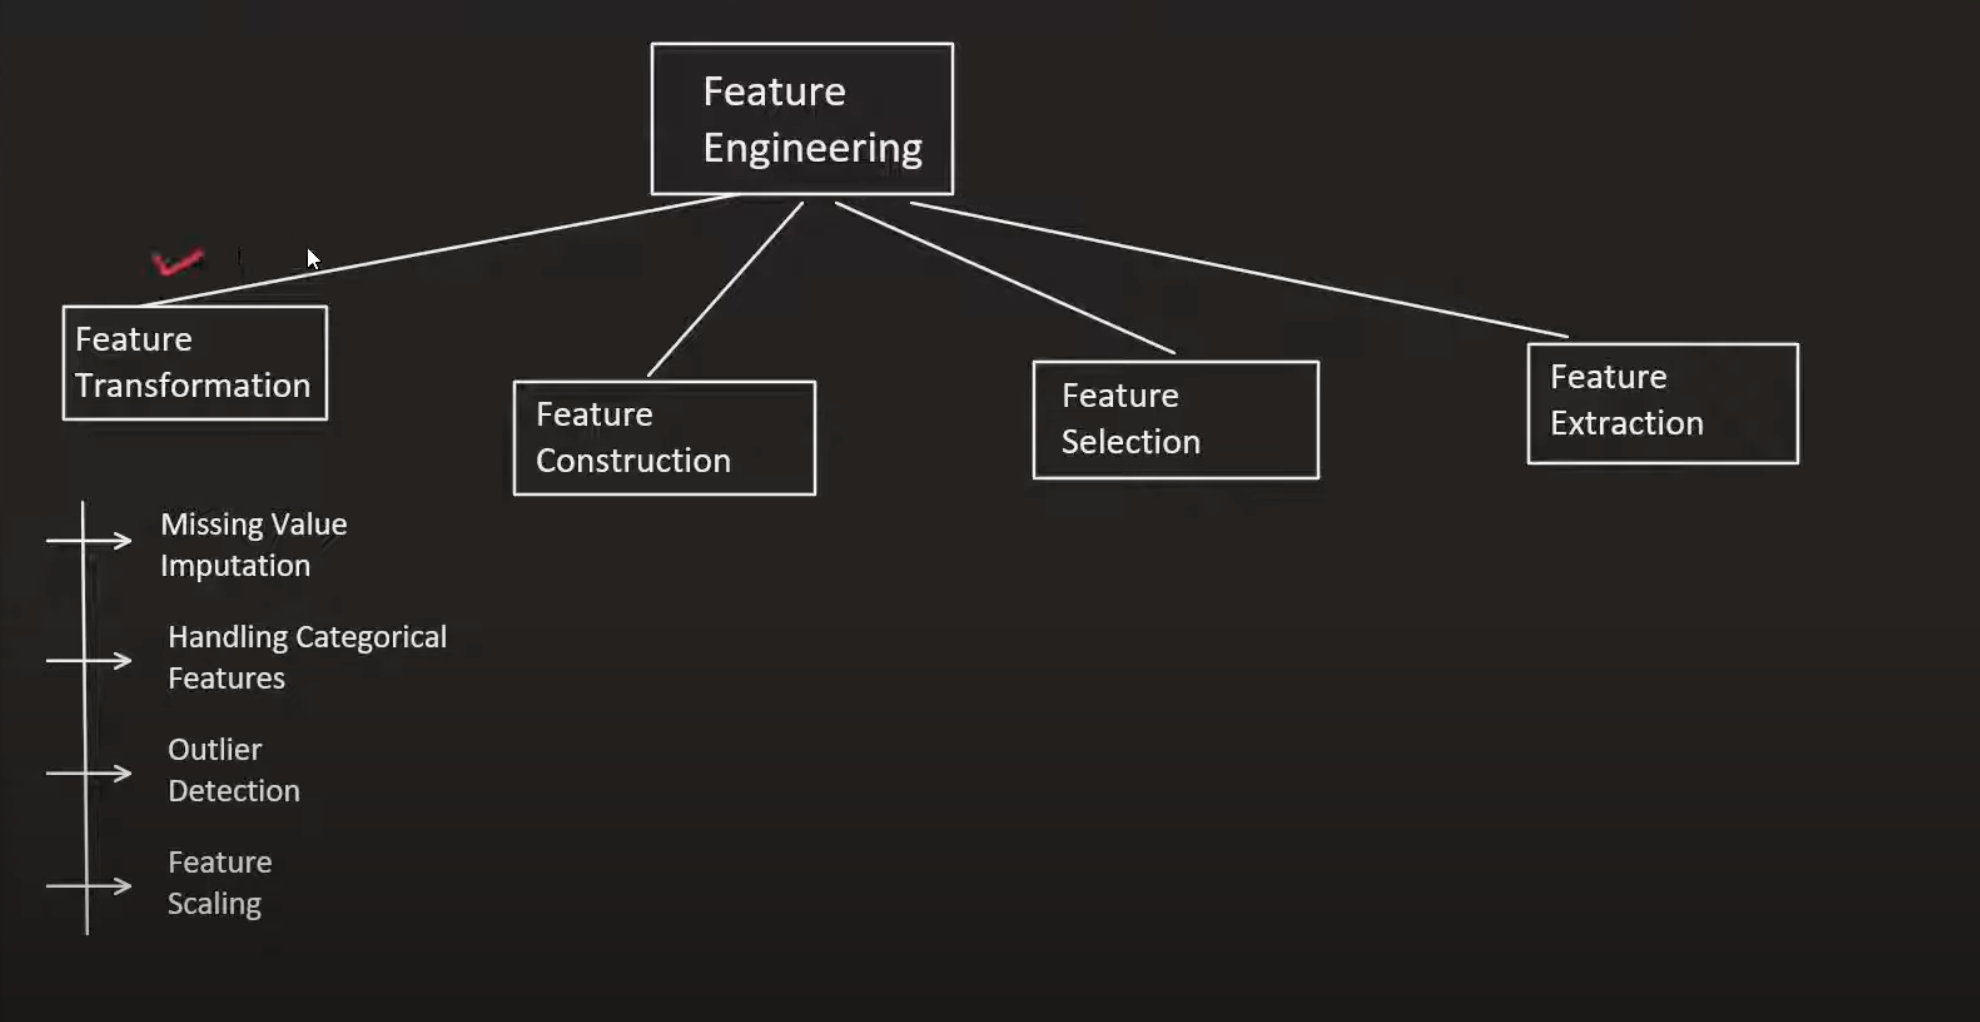 Feature
Engineering
Feature
Transformation
Feature
Construction
Feature
Selection
Feature
Extraction
Missing Value
Imputation
Handling Categorical
Features
Outlier
Detection
Feature
Scaling